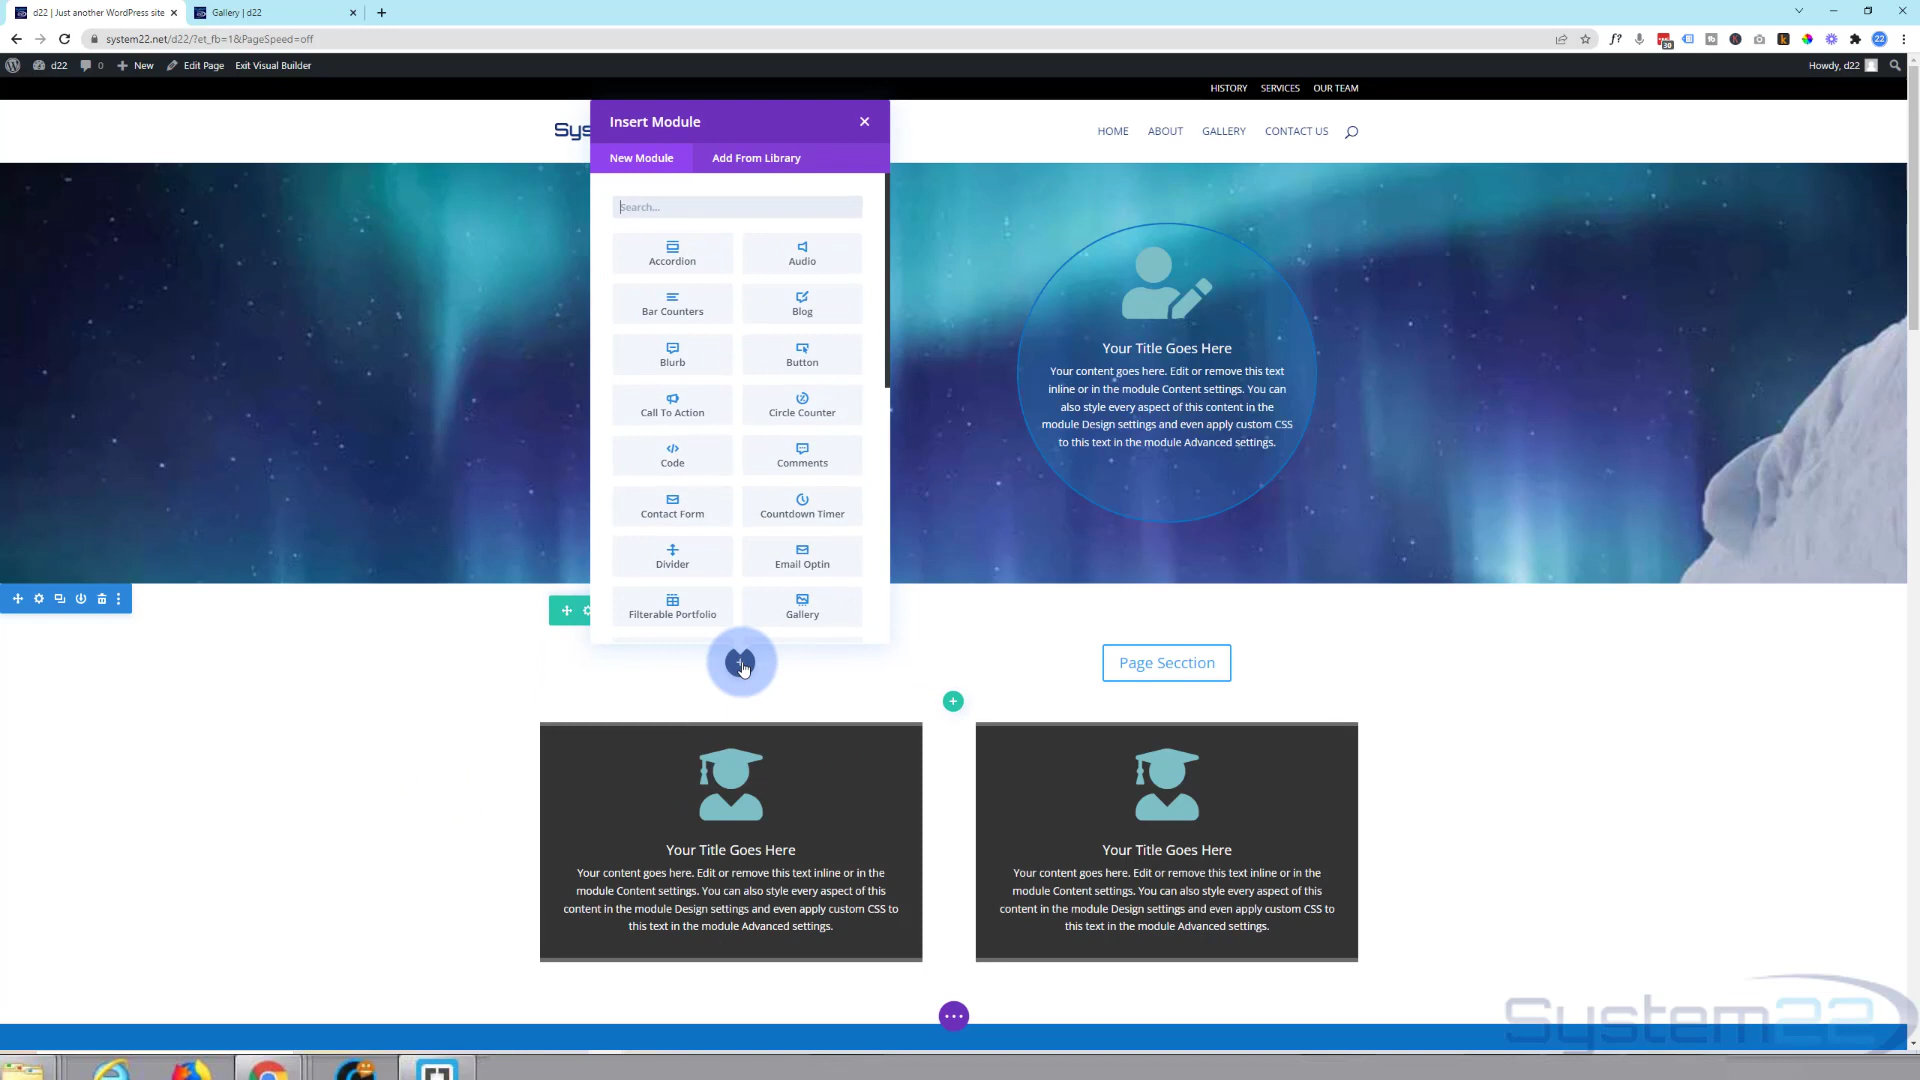 d22 | Just another WordPress site
Gallery | d22
system22.net/d22/?et_fb=1&PageSpeed=off
30
22
d22
0
New
Edit Page
Exit Visual Builder
Howdy, d22
HISTORY
SERVICES
OUR TEAM
Sys
HOME
ABOUT
GALLERY
CONTACT US
Insert Module
New Module
Add From Library
Search...
Accordion
Audio
Bar Counters
Blog
Blurb
Button
Call To Action
Circle Counter
Code
Comments
Contact Form
Countdown Timer
Divider
Email Optin
Filterable Portfolio
Gallery
Your Title Goes Here
Your content goes here. Edit or remove this text
inline or in the module Content settings. You can
also style every aspect of this content in the
module Design settings and even apply custom CSS
to this text in the module Advanced settings.
Page Secction
Your Title Goes Here
Your content goes here. Edit or remove this text inline or in the
module Content settings. You can also style every aspect of this
content in the module Design settings and even apply custom CSS to
this text in the module Advanced settings.
Your Title Goes Here
Your content goes here. Edit or remove this text inline or in the
module Content settings. You can also style every aspect of this
content in the module Design settings and even apply custom CSS to
this text in the module Advanced settings.
System22